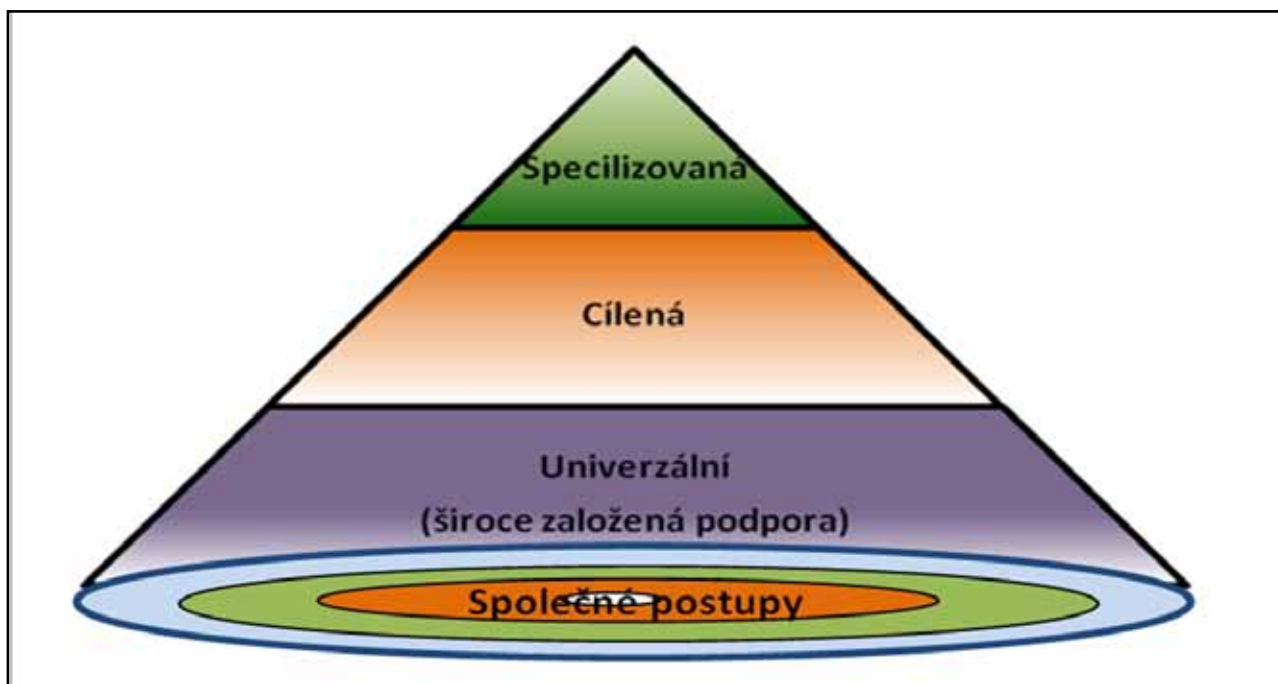 Specilizovaná
Cílená
Univerzální
(široce založená podpora)
Společné postupy